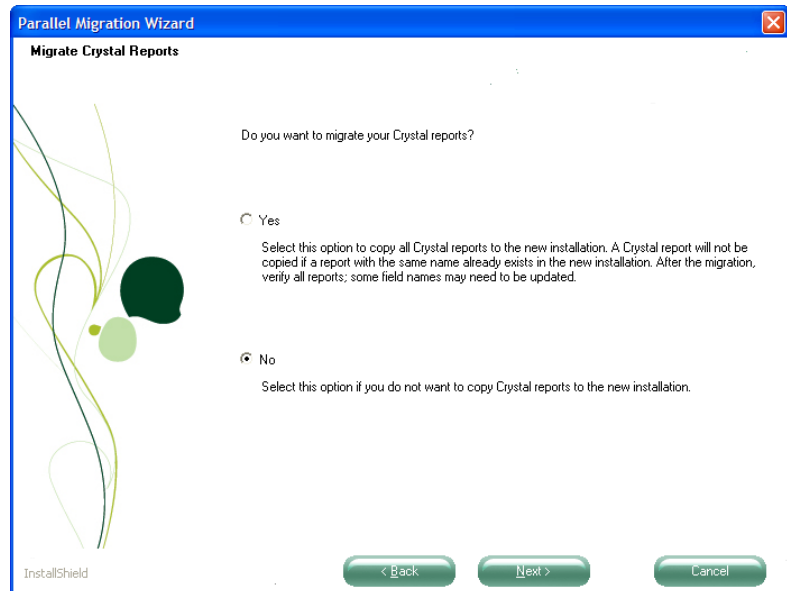 Parallel Migration Wizard
Migrate Crystal Reports
Do you want to migrate your Crystal reports?
Yes
Select this option to copy all Crystal reports to the new installation. A Crystal report will not be
copied if a report with the same name already exists in the new installation. After the migration,
verify all reports; some field names may need to be updated.
No
Select this option if you do not want to copy Crystal reports to the new installation.
InstallShield
< Back
Next >
Cancel